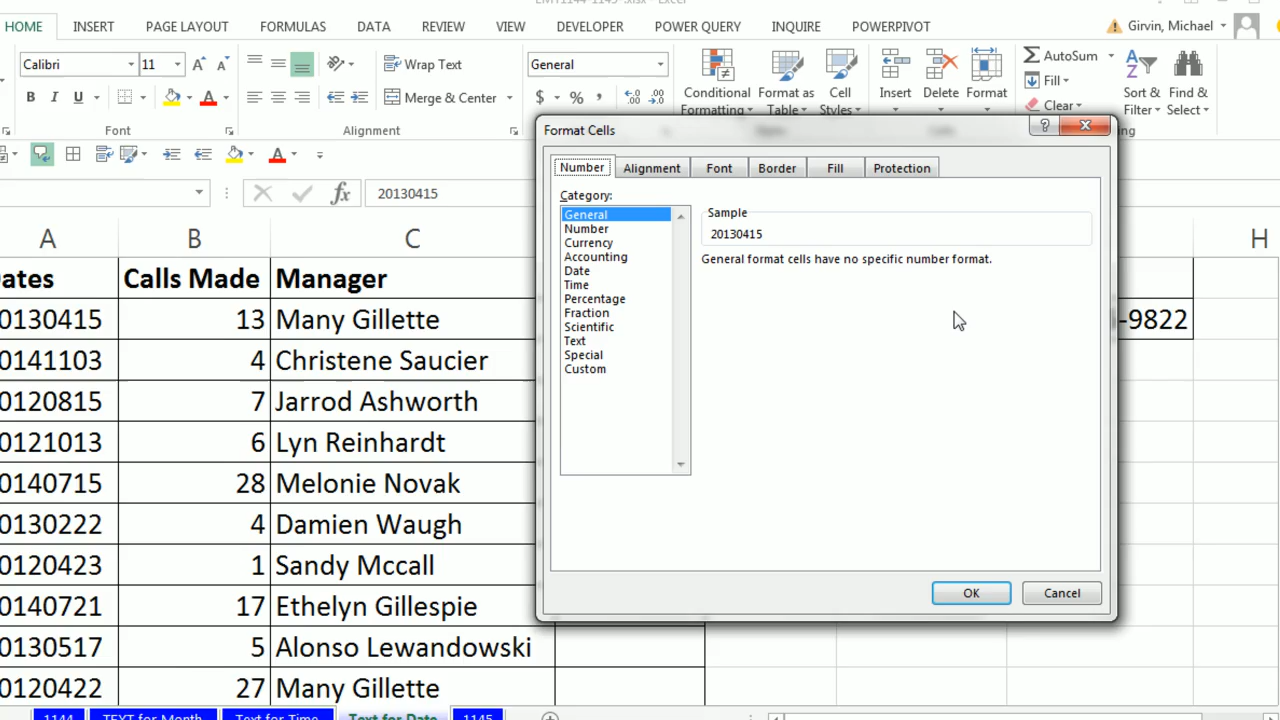 HOME INSERT PAGE LAYOUT FORMULAS DATA REVIEW VIEW DEVELOPER POWER QUERY INQUIRE POWERPIVOT Girvin, Michael
Calibri 11 Wrap Text General Conditional Formatting Format as Table Cell Styles Insert Delete Format AutoSum Fill Clear Sort & Filter Find & Select
B I U Merge & Center $ % ,
Font Alignment
20130415
A B C H
ates Calls Made Manager
0130415 13 Many Gillette -9822
0141103 4 Christene Saucier
0120815 7 Jarrod Ashworth
0121013 6 Lyn Reinhardt
0140715 28 Melonie Novak
0130222 4 Damien Waugh
0120423 1 Sandy Mccall
0140721 17 Ethelyn Gillespie
0130517 5 Alonso Lewandowski
0120422 27 Many Gillette
1144 TEXT for Month Text for Time Text for Date 1145
Format Cells
Number Alignment Font Border Fill Protection
Category:
General
Number
Currency
Accounting
Date
Time
Percentage
Fraction
Scientific
Text
Special
Custom
Sample
20130415
General format cells have no specific number format.
OK Cancel